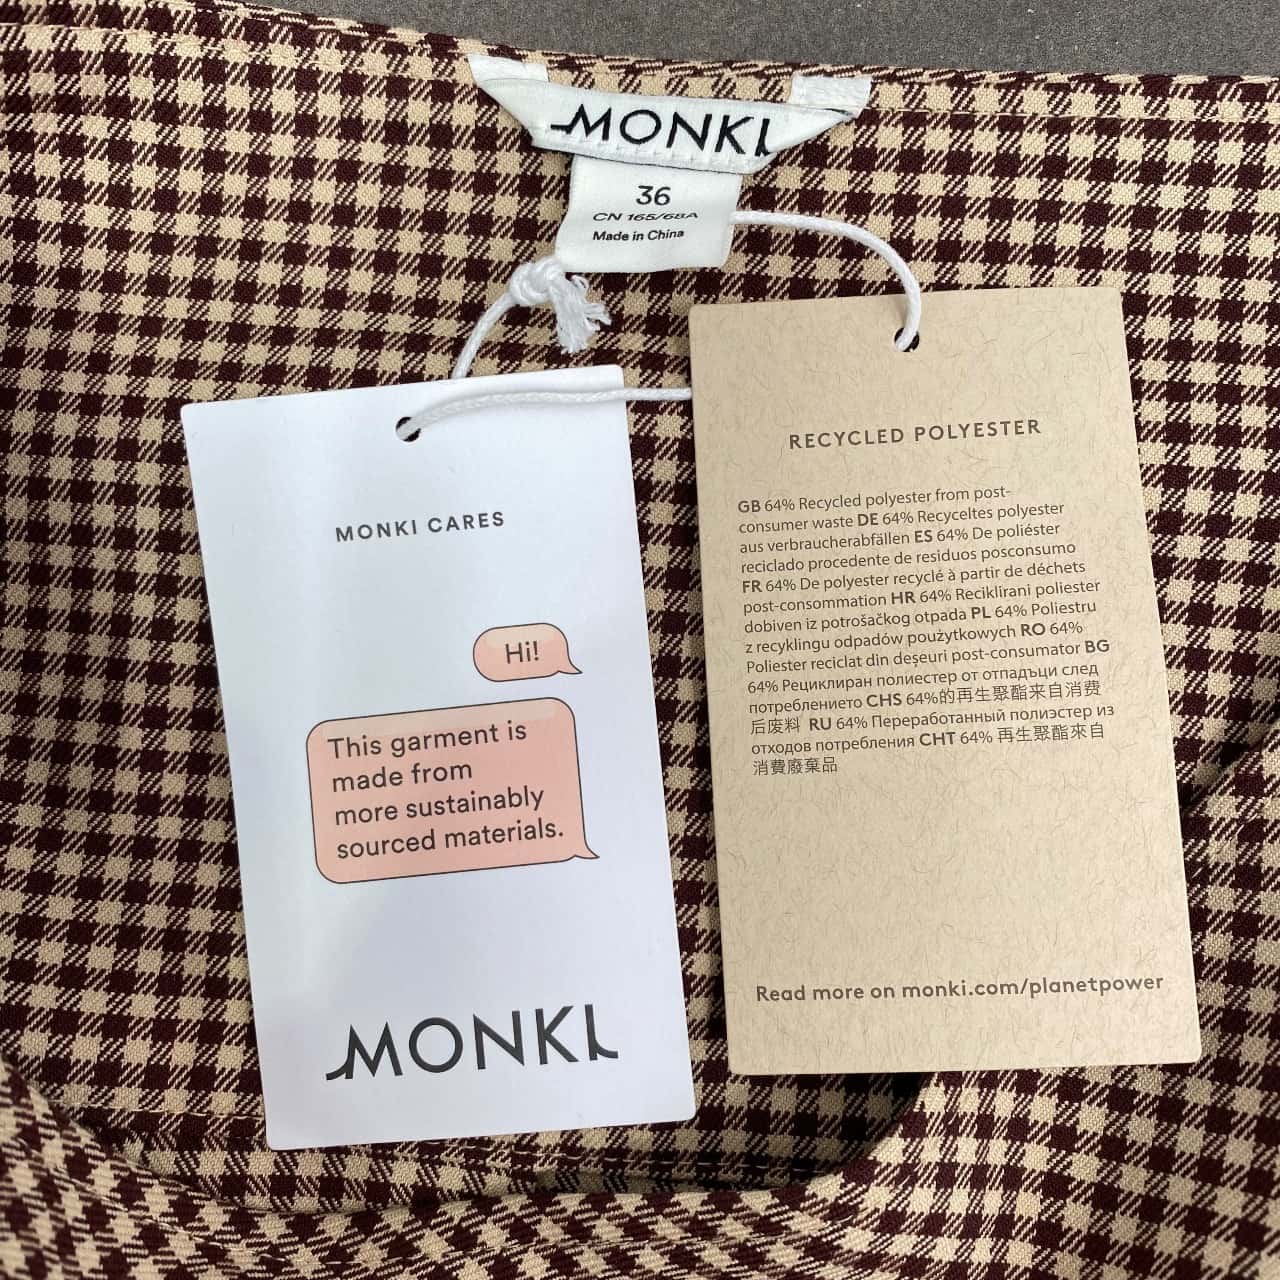 MONKI
36
CN 165/68A
Made in China
MONKI CARES
Hi!
This garment is
made from
more sustainably
sourced materials.
MONKI
RECYCLED POLYESTER
GB 64% Recycled polyester from post-
consumer waste DE 64% Recyceltes polyester
aus verbraucherabfällen ES 64% De poliéster
reciclado procedente de residuos posconsumo
FR 64% De polyester recyclé à partir de déchets
post-consommation HR 64% Reciklirani poliester
dobiven iz potrošačkog otpada PL 64% Poliestru
z recyklingu odpadów poużytkowych RO 64%
Poliester reciclat din deșeuri post-consumator BG
64% Рециклиран полиестер от отпадъци след
потреблението CHS 64%的再生聚酯来自消费
后废料 RU 64% Переработанный полиэстер из
отходов потребления CHT 64% 再生聚酯來自
消費廢棄品
Read more on monki.com/planetpower